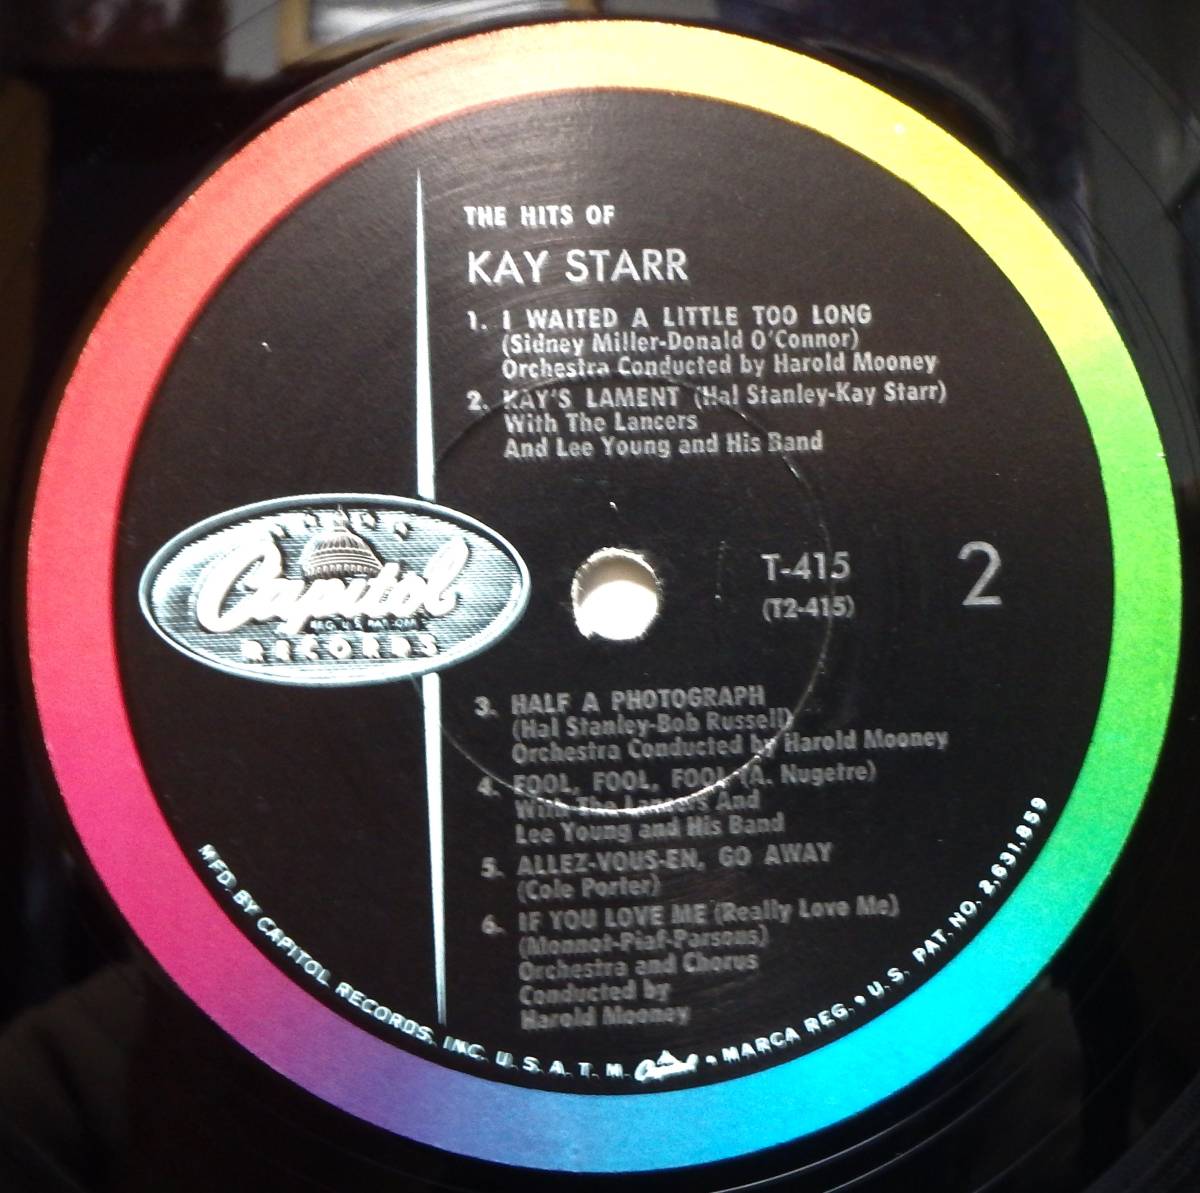 THE HITS OF
KAY STARR
1. I WAITED A LITTLE TOO LONG
(Sidney Miller-Donald O'Connor)
Orchestra Conducted by Harold Mooney
2. KAY'S LAMENT (Hal Stanley-Kay Starr)
With The Lancers
And Lee Young and His Band
Capitol
REG. U.S. PAT. OFF.
RECORDS
T-415
(T2-415)
2
3. HALF A PHOTOGRAPH
(Hal Stanley-Bob Russell)
Orchestra Conducted by Harold Mooney
4. FOOL, FOOL, FOOL (A. Nugetre)
With The Lancers And
Lee Young and His Band
5. ALLEZ-VOUS-EN, GO AWAY
(Cole Porter)
6. IF YOU LOVE ME (Really Love Me)
(Monnot-Piaf-Parsons)
Orchestra and Chorus
Conducted by
Harold Mooney
MFD. BY CAPITOL RECORDS, INC. U. S. A. T. M. Capitol • MARCA REG. • U. S. PAT. NO. 2,631,859